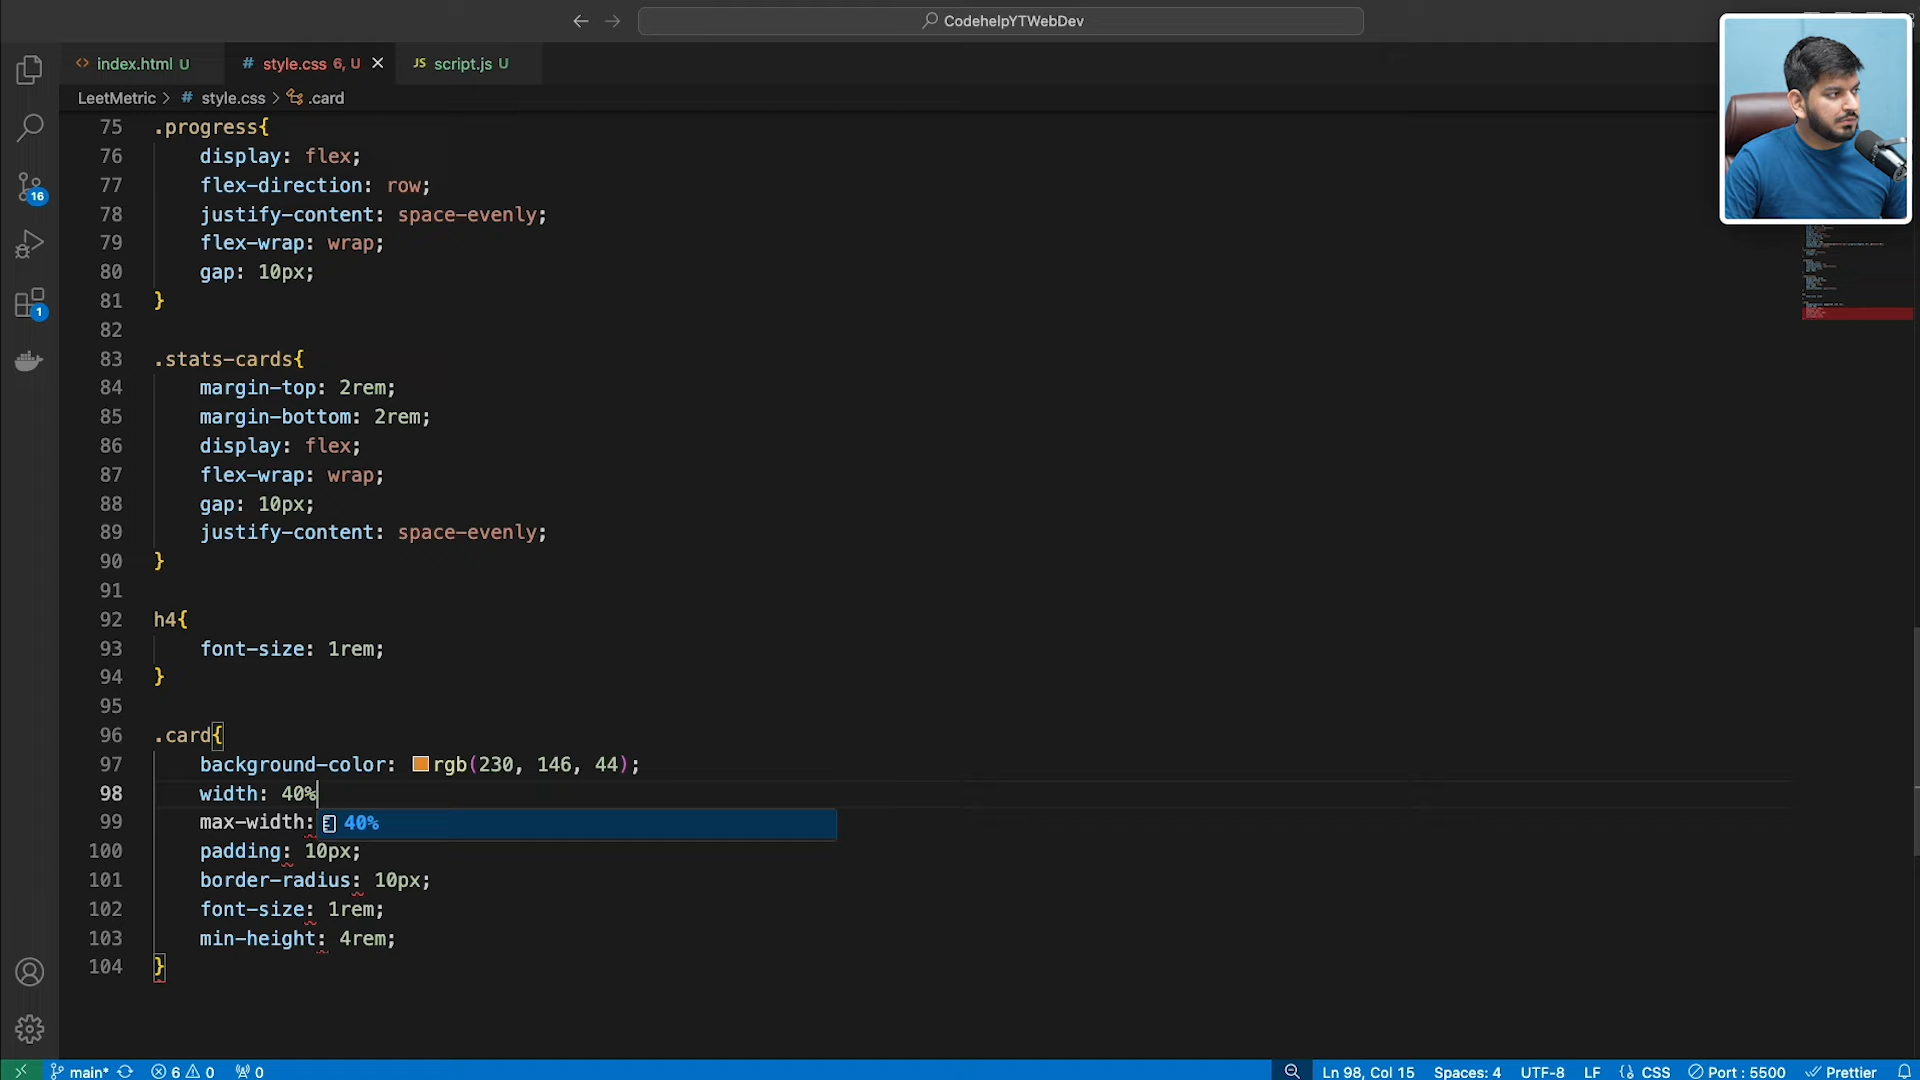 CodehelpYTWebDev
index.html U
# style.css 6, U
JS script.js U
LeetMetric > # style.css > .card
75 .progress{
76 display: flex;
77 flex-direction: row;
78 justify-content: space-evenly;
79 flex-wrap: wrap;
80 gap: 10px;
81 }
82
83 .stats-cards{
84 margin-top: 2rem;
85 margin-bottom: 2rem;
86 display: flex;
87 flex-wrap: wrap;
88 gap: 10px;
89 justify-content: space-evenly;
90 }
91
92 h4{
93 font-size: 1rem;
94 }
95
96 .card{
97 background-color: rgb(230, 146, 44);
98 width: 40%
99 max-width: 40%
100 padding: 10px;
101 border-radius: 10px;
102 font-size: 1rem;
103 min-height: 4rem;
104 }
16
1
main* 6 0 0
Ln 98, Col 15 Spaces: 4 UTF-8 LF {} CSS Port : 5500 Prettier